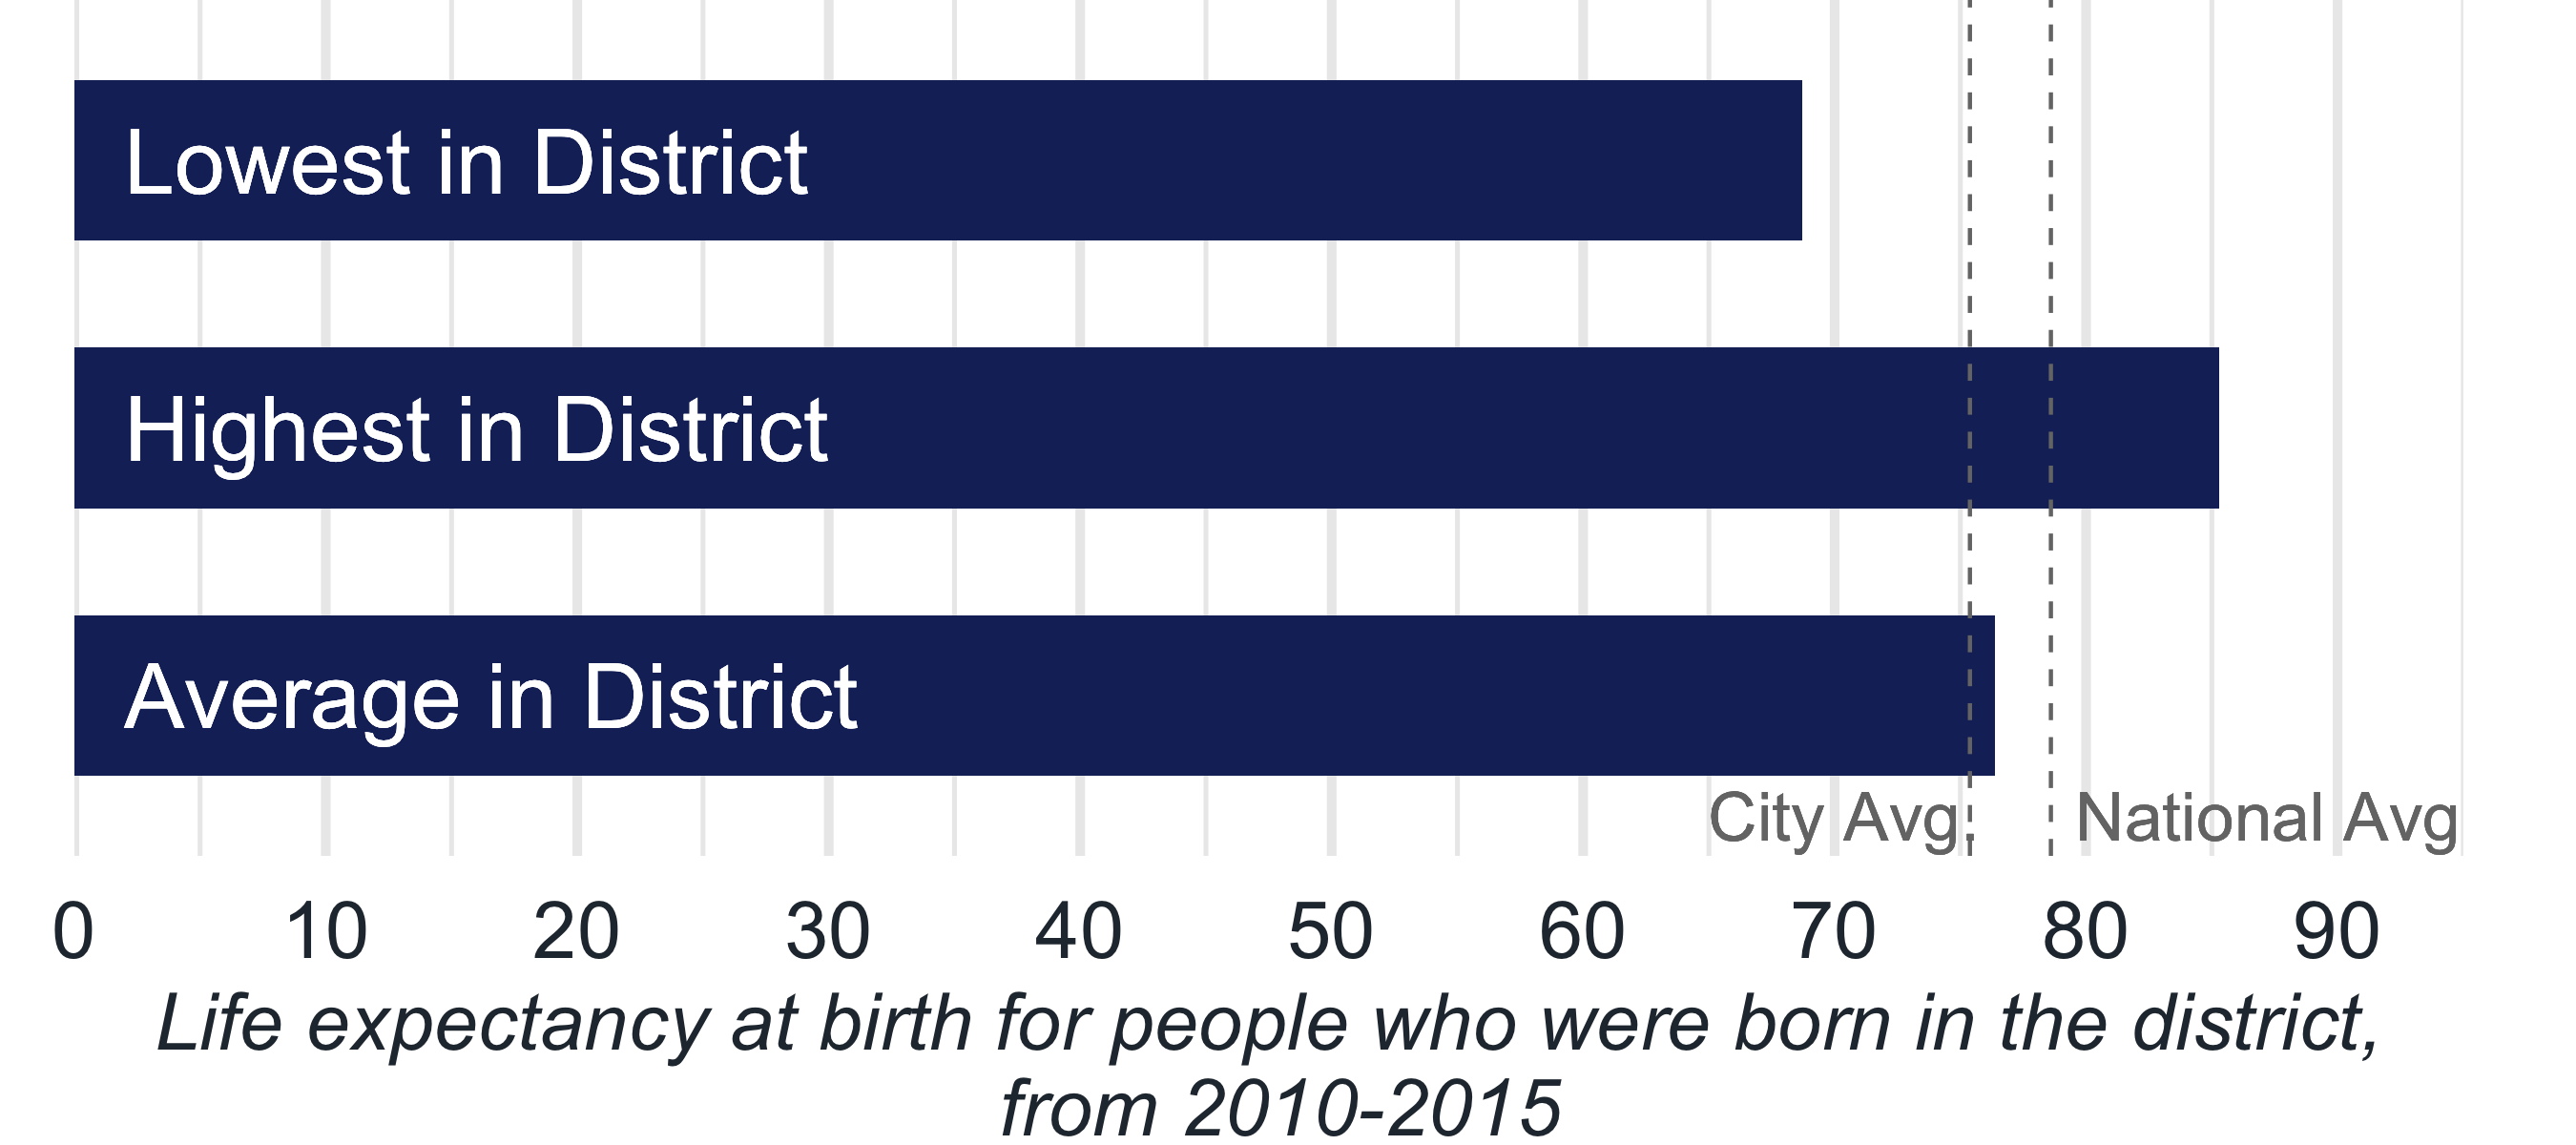 Lowest in District
Highest in District
Average in District
City Avg. National Avg
0 10 20 30 40 50 60 70 80 90
Life expectancy at birth for people who were born in the district,
from 2010-2015